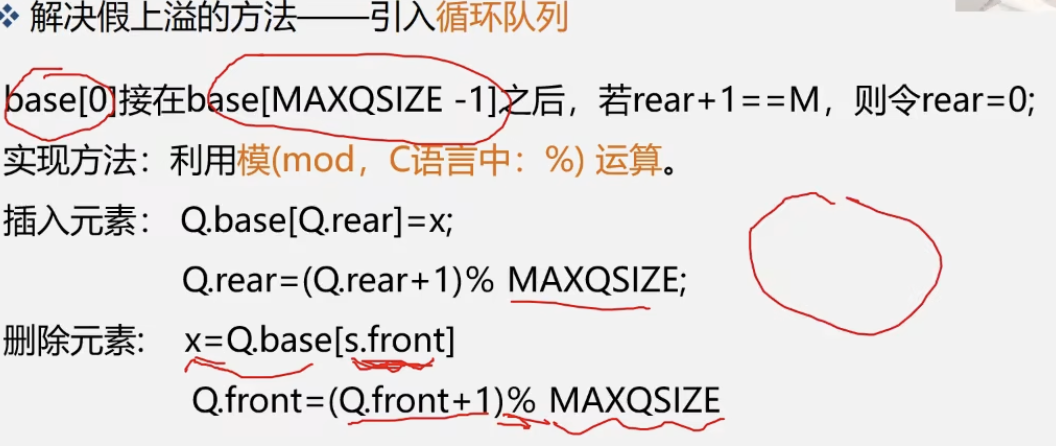 ❖ 解决假上溢的方法——引入循环队列
base[0]接在base[MAXQSIZE -1]之后，若rear+1==M，则令rear=0;
实现方法：利用模(mod，C语言中：%) 运算。
插入元素： Q.base[Q.rear]=x;
Q.rear=(Q.rear+1)% MAXQSIZE;
删除元素: x=Q.base[s.front]
Q.front=(Q.front+1)% MAXQSIZE